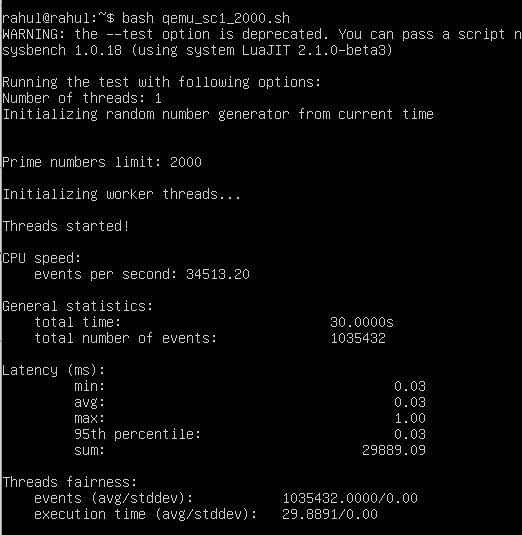 rahul@rahul:~$ bash qemu_sc1_2000.sh
WARNING: the --test option is deprecated. You can pass a script n
sysbench 1.0.18 (using system LuaJIT 2.1.0-beta3)
Running the test with following options:
Number of threads: 1
Initializing random number generator from current time
Prime numbers limit: 2000
Initializing worker threads...
Threads started!
CPU speed:
events per second: 34513.20
General statistics:
total time: 30.0000s
total number of events: 1035432
Latency (ms):
min: 0.03
avg: 0.03
max: 1.00
95th percentile: 0.03
sum: 29889.09
Threads fairness:
events (avg/stddev): 1035432.0000/0.00
execution time (avg/stddev): 29.8891/0.00